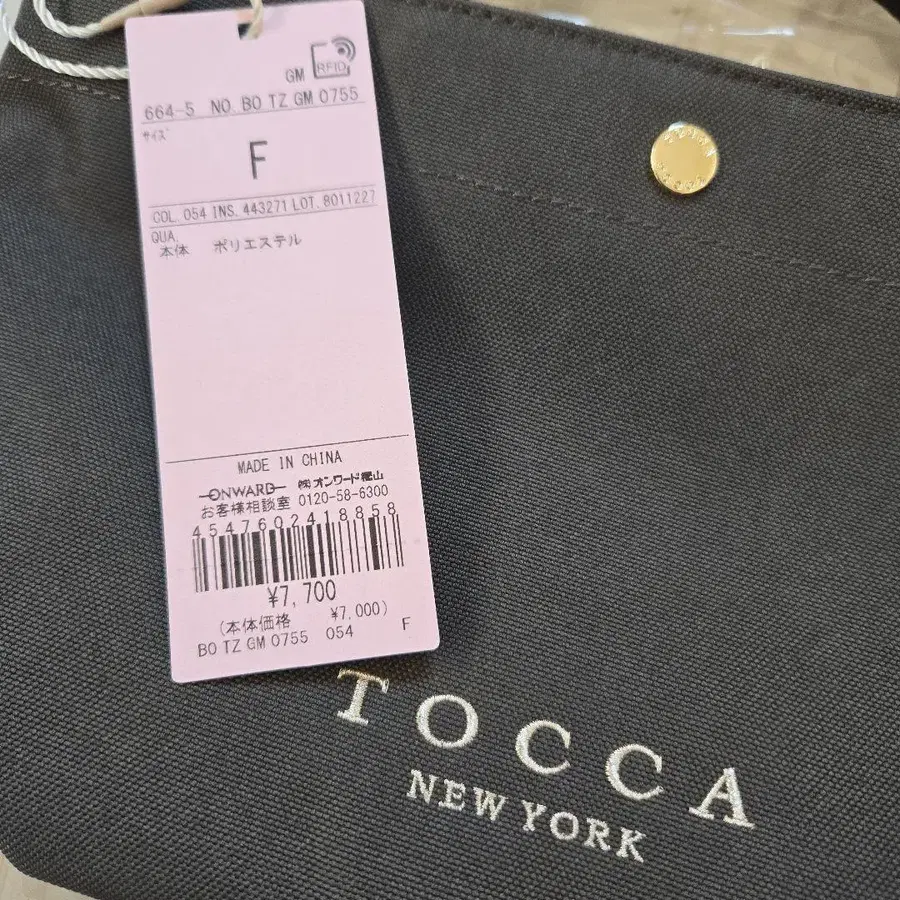 GM RFID
664-5 NO. BO TZ GM 0755
サイズ
F
COL. 054 INS. 443271 LOT. 8011227
QUA.
本体 ポリエステル
MADE IN CHINA
ONWARD ㈱オンワード樫山
お客様相談室 0120-58-6300
4547602418858
¥7,700
(本体価格 ¥7,000)
BO TZ GM 0755 054 F
TOCCA
NEW YORK